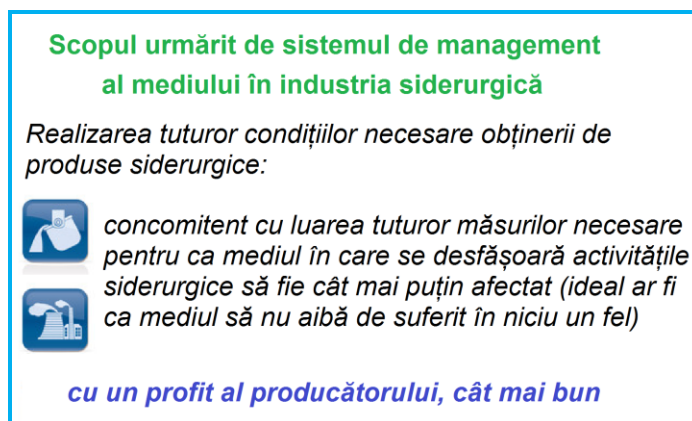 Scopul urmărit de sistemul de management
al mediului în industria siderurgică
Realizarea tuturor condițiilor necesare obținerii de
produse siderurgice:
concomitent cu luarea tuturor măsurilor necesare
pentru ca mediul în care se desfășoară activitățile
siderurgice să fie cât mai puțin afectat (ideal ar fi
ca mediul să nu aibă de suferit în niciu un fel)
cu un profit al producătorului, cât mai bun